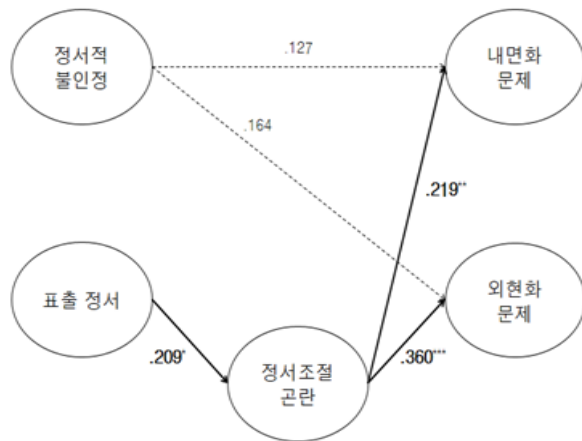 정서적
불인정
.127
내면화
문제
.164
.219**
표출 정서
외현화
문제
.209*
정서조절
곤란
.360***